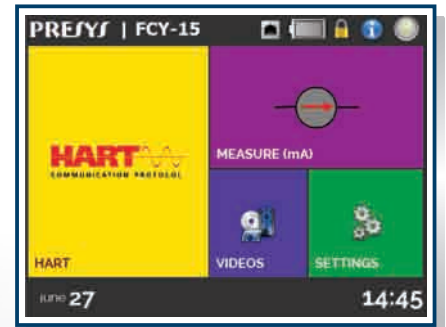 PRESYS | FCY-15
HART
COMMUNICATION PROTOCOL
HART
MEASURE (mA)
VIDEOS
SETTINGS
june 27
14:45